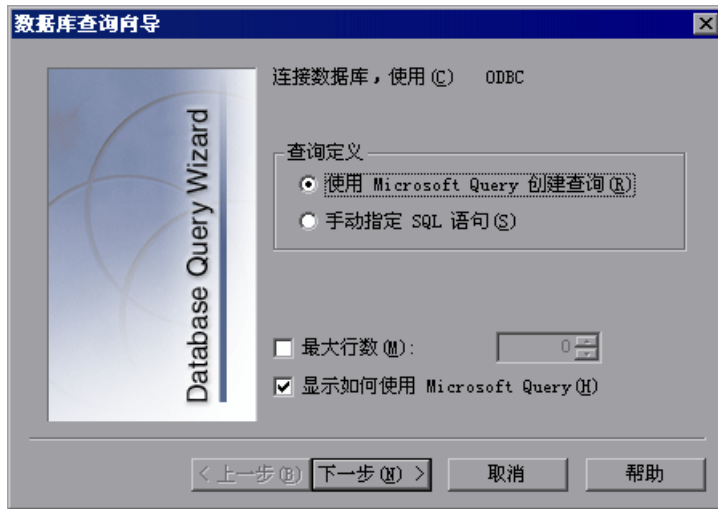 数据库查询向导
Database Query Wizard
连接数据库，使用(C) ODBC
查询定义
使用 Microsoft Query 创建查询(R)
手动指定 SQL 语句(S)
最大行数(M): 0
显示如何使用 Microsoft Query(H)
< 上一步(B) 下一步(N) > 取消 帮助